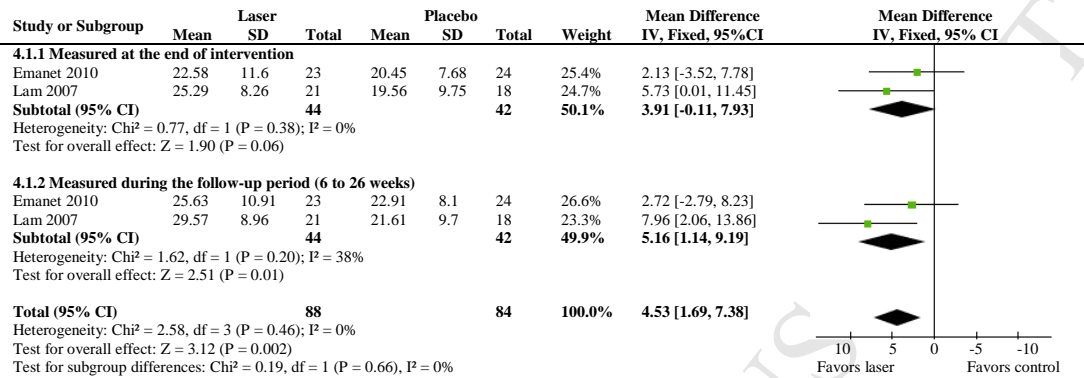 Laser Placebo Mean Difference Mean Difference
Study or Subgroup Mean SD Total Mean SD Total Weight IV, Fixed, 95%CI IV, Fixed, 95% CI
4.1.1 Measured at the end of intervention
Emanet 2010 22.58 11.6 23 20.45 7.68 24 25.4% 2.13 [-3.52, 7.78]
Lam 2007 25.29 8.26 21 19.56 9.75 18 24.7% 5.73 [0.01, 11.45]
Subtotal (95% CI) 44 42 50.1% 3.91 [-0.11, 7.93]
Heterogeneity: Chi² = 0.77, df = 1 (P = 0.38); I² = 0%
Test for overall effect: Z = 1.90 (P = 0.06)
4.1.2 Measured during the follow-up period (6 to 26 weeks)
Emanet 2010 25.63 10.91 23 22.91 8.1 24 26.6% 2.72 [-2.79, 8.23]
Lam 2007 29.57 8.96 21 21.61 9.7 18 23.3% 7.96 [2.06, 13.86]
Subtotal (95% CI) 44 42 49.9% 5.16 [1.14, 9.19]
Heterogeneity: Chi² = 1.62, df = 1 (P = 0.20); I² = 38%
Test for overall effect: Z = 2.51 (P = 0.01)
Total (95% CI) 88 84 100.0% 4.53 [1.69, 7.38]
Heterogeneity: Chi² = 2.58, df = 3 (P = 0.46); I² = 0%
Test for overall effect: Z = 3.12 (P = 0.002)
10 5 0 -5 -10
Test for subgroup differences: Chi² = 0.19, df = 1 (P = 0.66), I² = 0%
Favors laser Favors control